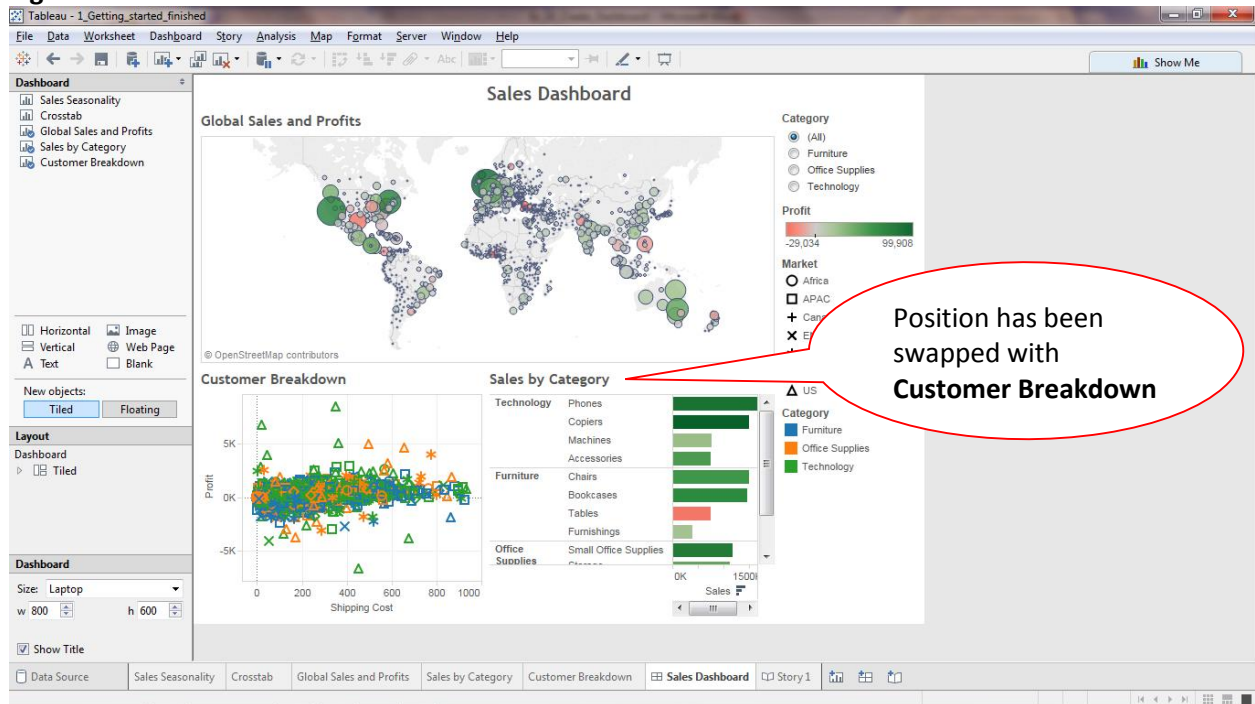 Tableau - 1_Getting_started_finished
File Data Worksheet Dashboard Story Analysis Map Format Server Window Help
Abc
Show Me
Dashboard
Sales Seasonality
Crosstab
Global Sales and Profits
Sales by Category
Customer Breakdown
Horizontal Image
Vertical Web Page
A Text Blank
New objects:
Tiled Floating
Layout
Dashboard
Tiled
Dashboard
Size: Laptop
w 800 h 600
Show Title
Sales Dashboard
Global Sales and Profits
© OpenStreetMap contributors
Category
(All)
Furniture
Office Supplies
Technology
Profit
-29,034 99,908
Market
Africa
APAC
US
Category
Furniture
Office Supplies
Technology
Position has been
swapped with
Customer Breakdown
Customer Breakdown
5K
0K
-5K
Profit
0 200 400 600 800 1000
Shipping Cost
Sales by Category
Technology Phones
Copiers
Machines
Accessories
Furniture Chairs
Bookcases
Tables
Furnishings
Office Small Office Supplies
Supplies
0K 1500
Sales
Data Source Sales Seasonality Crosstab Global Sales and Profits Sales by Category Customer Breakdown Sales Dashboard Story 1